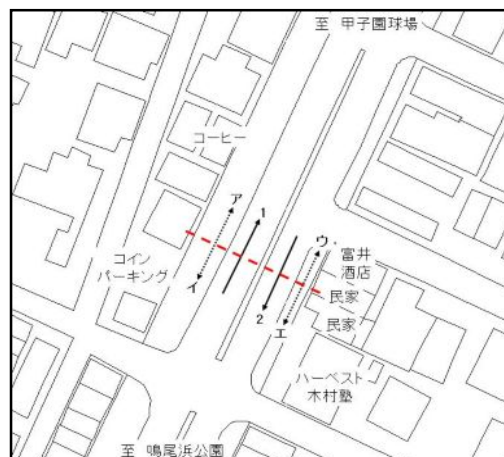 至 甲子園球場
コーヒー
ア
1
ウ
富井
酒店
コイン
パーキング
イ
民家
2
エ
民家
ハーベスト
木村塾
至 鳴尾浜公園